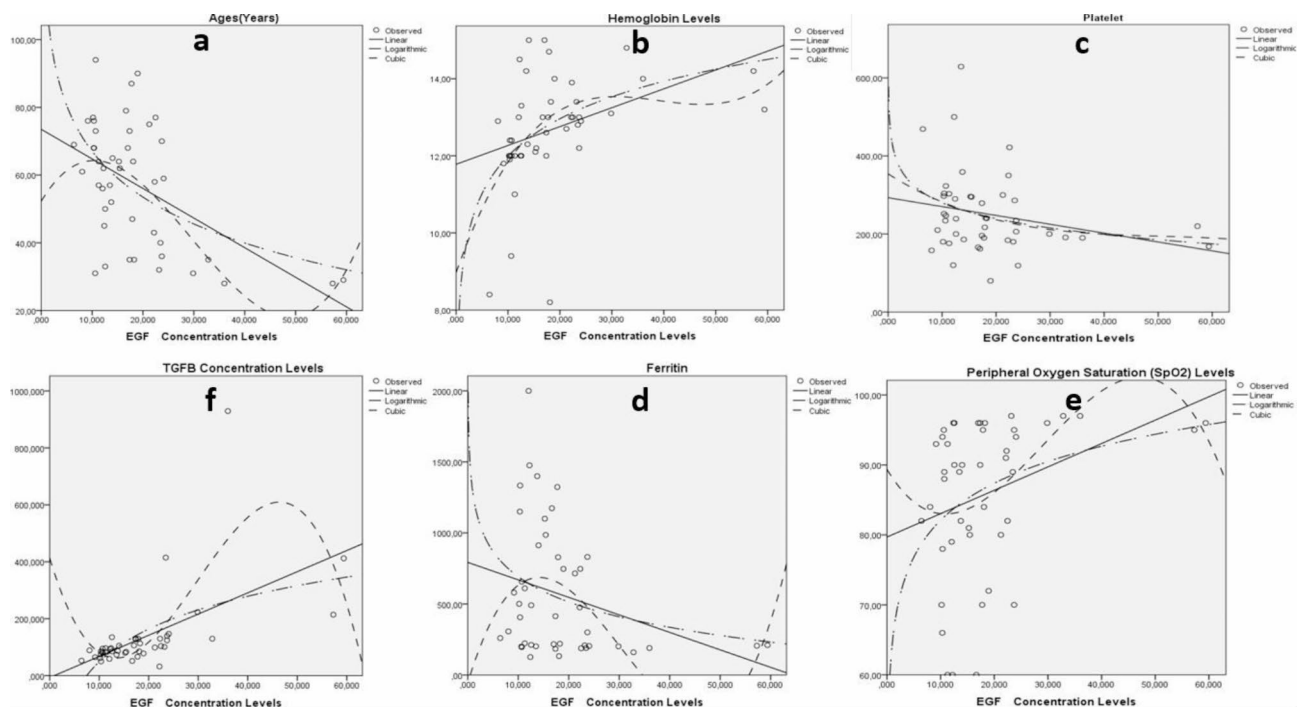 Ages(Years)
a
Observed
Linear
Logarithmic
Cubic
100,00
80,00
60,00
40,00
20,00
,000 10,000 20,000 30,000 40,000 50,000 60,000
EGF Concentration Levels
Hemoglobin Levels
b
Observed
Linear
Logarithmic
Cubic
14,00
12,00
10,00
8,00
,000 10,000 20,000 30,000 40,000 50,000 60,000
EGF Concentration Levels
Platelet
c
Observed
Linear
Logarithmic
Cubic
600,00
400,00
200,00
,00
,000 10,000 20,000 30,000 40,000 50,000 60,000
EGF Concentration Levels
TGFB Concentration Levels
f
Observed
Linear
Logarithmic
Cubic
1000,000
800,000
600,000
400,000
200,000
,000
,000 10,000 20,000 30,000 40,000 50,000 60,000
EGF Concentration Levels
Ferritin
d
Observed
Linear
Logarithmic
Cubic
2000,00
1500,00
1000,00
500,00
,00
,000 10,000 20,000 30,000 40,000 50,000 60,000
EGF Concentration Levels
Peripheral Oxygen Saturation (SpO2) Levels
e
Observed
Linear
Logarithmic
Cubic
100,00
90,00
80,00
70,00
60,00
,000 10,000 20,000 30,000 40,000 50,000 60,000
EGF Concentration Levels